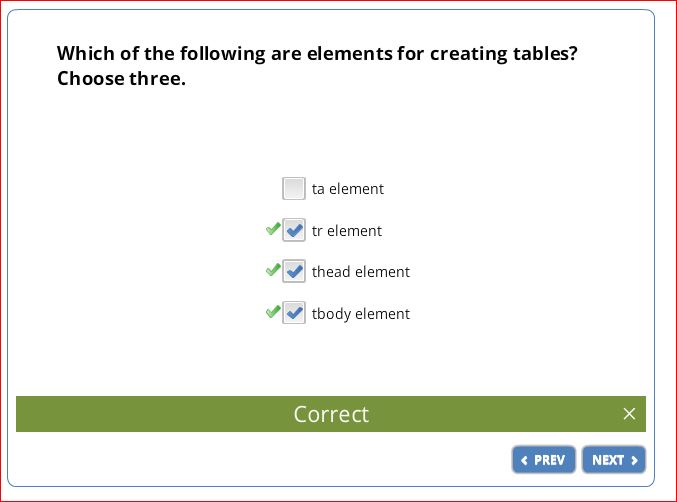 Which of the following are elements for creating tables?
Choose three.
ta element
tr element
thead element
tbody element
Correct
PREV
NEXT